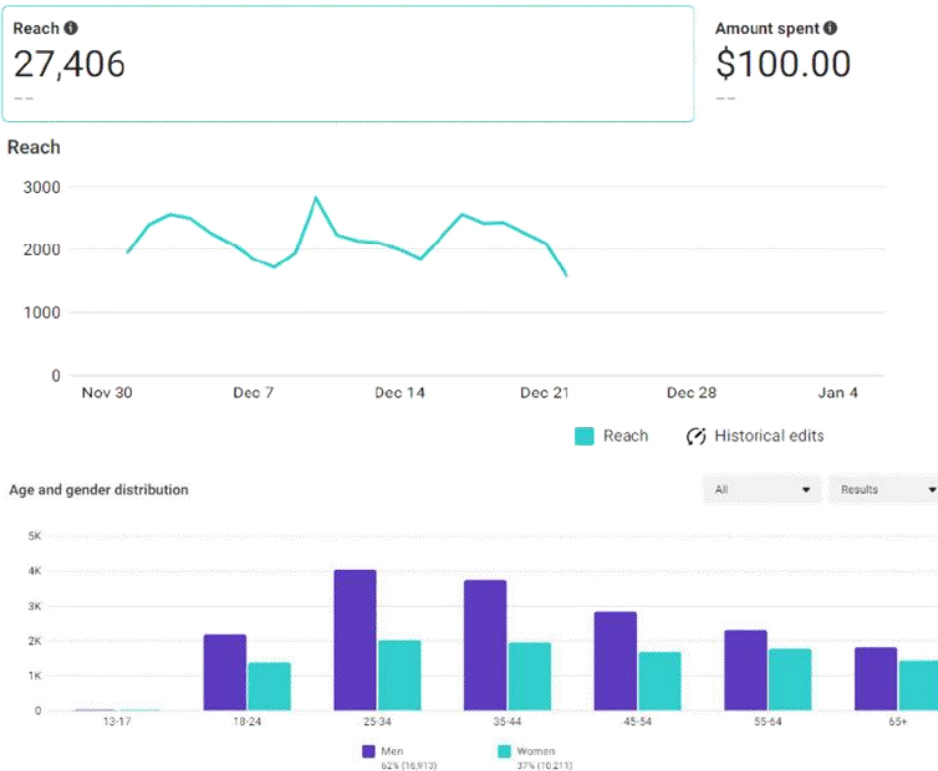 Reach
27,406
--
Amount spent
$100.00
--
Reach
3000
2000
1000
0
Nov 30 Dec 7 Dec 14 Dec 21 Dec 28 Jan 4
Reach Historical edits
Age and gender distribution
All Results
5K
4K
3K
2K
1K
0
13-17 18-24 25-34 35-44 45-54 55-64 65+
Men Women
62% (16,913) 37% (10,211)